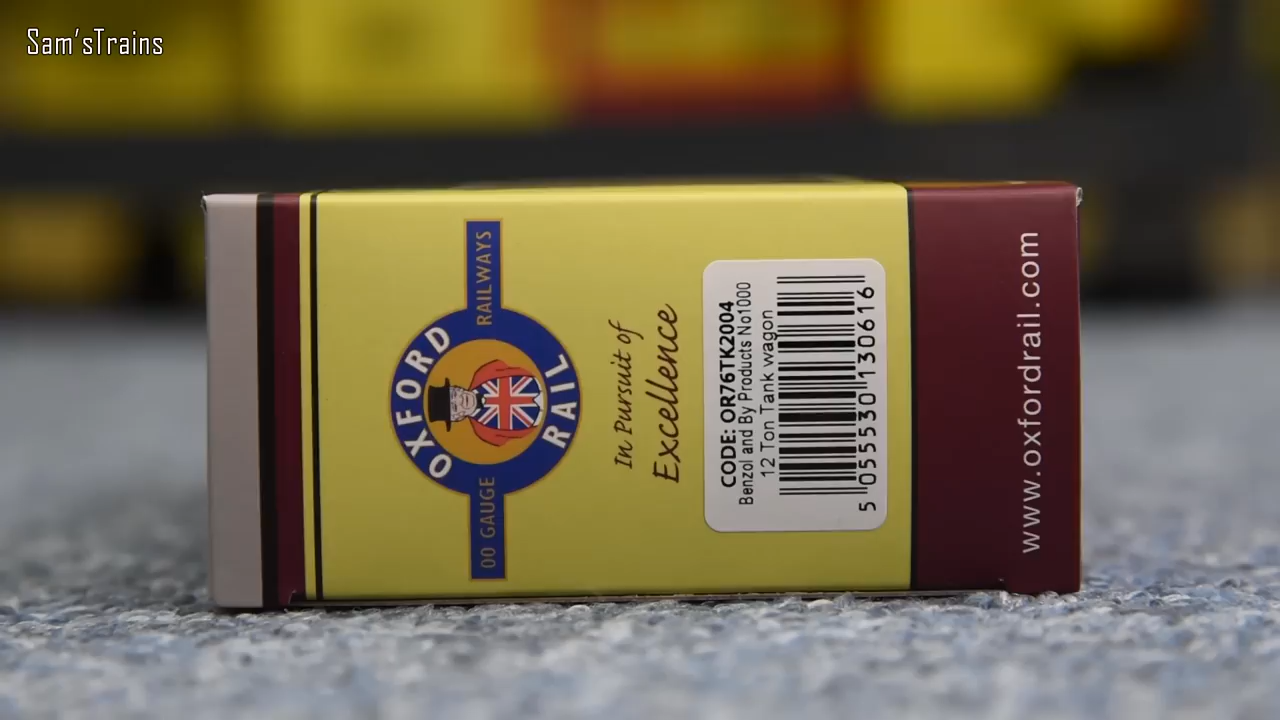 Sam'sTrains
OXFORD
RAIL
OO GAUGE
RAILWAYS
In Pursuit of
Excellence
CODE: OR76TK2004
Benzol and By Products No1000
12 Ton Tank wagon
5 055530 130616
www.oxfordrail.com